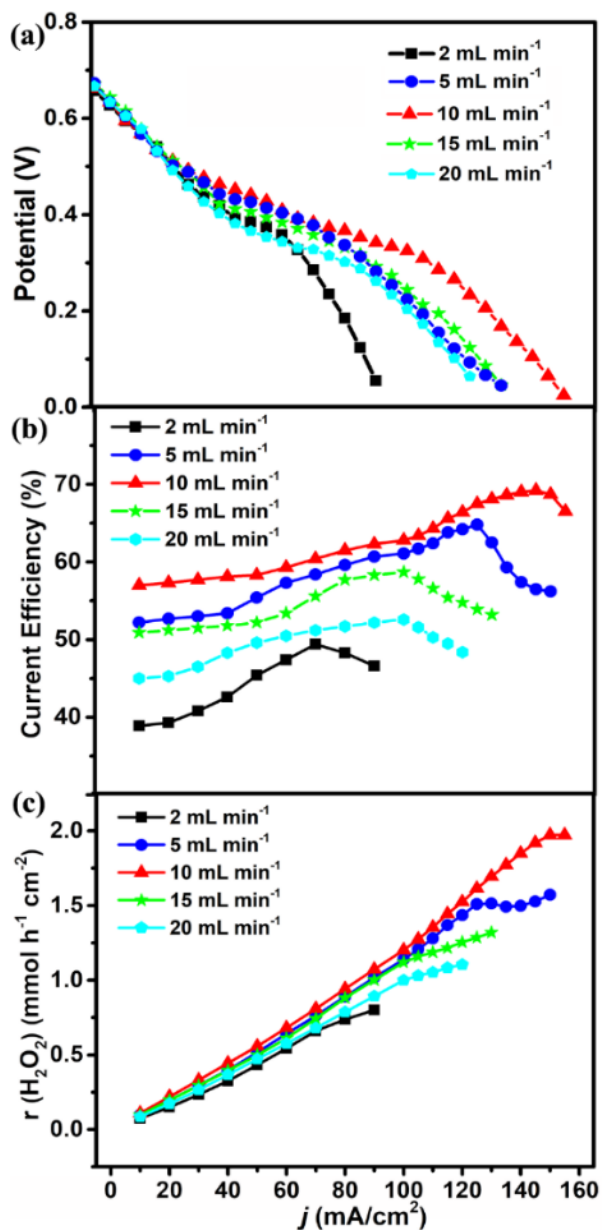 (a)
0.8
0.6
0.4
0.2
0.0
Potential (V)
2 mL min⁻¹
5 mL min⁻¹
10 mL min⁻¹
15 mL min⁻¹
20 mL min⁻¹
(b)
70
60
50
40
Current Efficiency (%)
2 mL min⁻¹
5 mL min⁻¹
10 mL min⁻¹
15 mL min⁻¹
20 mL min⁻¹
(c)
2.0
1.5
1.0
0.5
0.0
r (H₂O₂) (mmol h⁻¹ cm⁻²)
2 mL min⁻¹
5 mL min⁻¹
10 mL min⁻¹
15 mL min⁻¹
20 mL min⁻¹
0 20 40 60 80 100 120 140 160
j (mA/cm²)